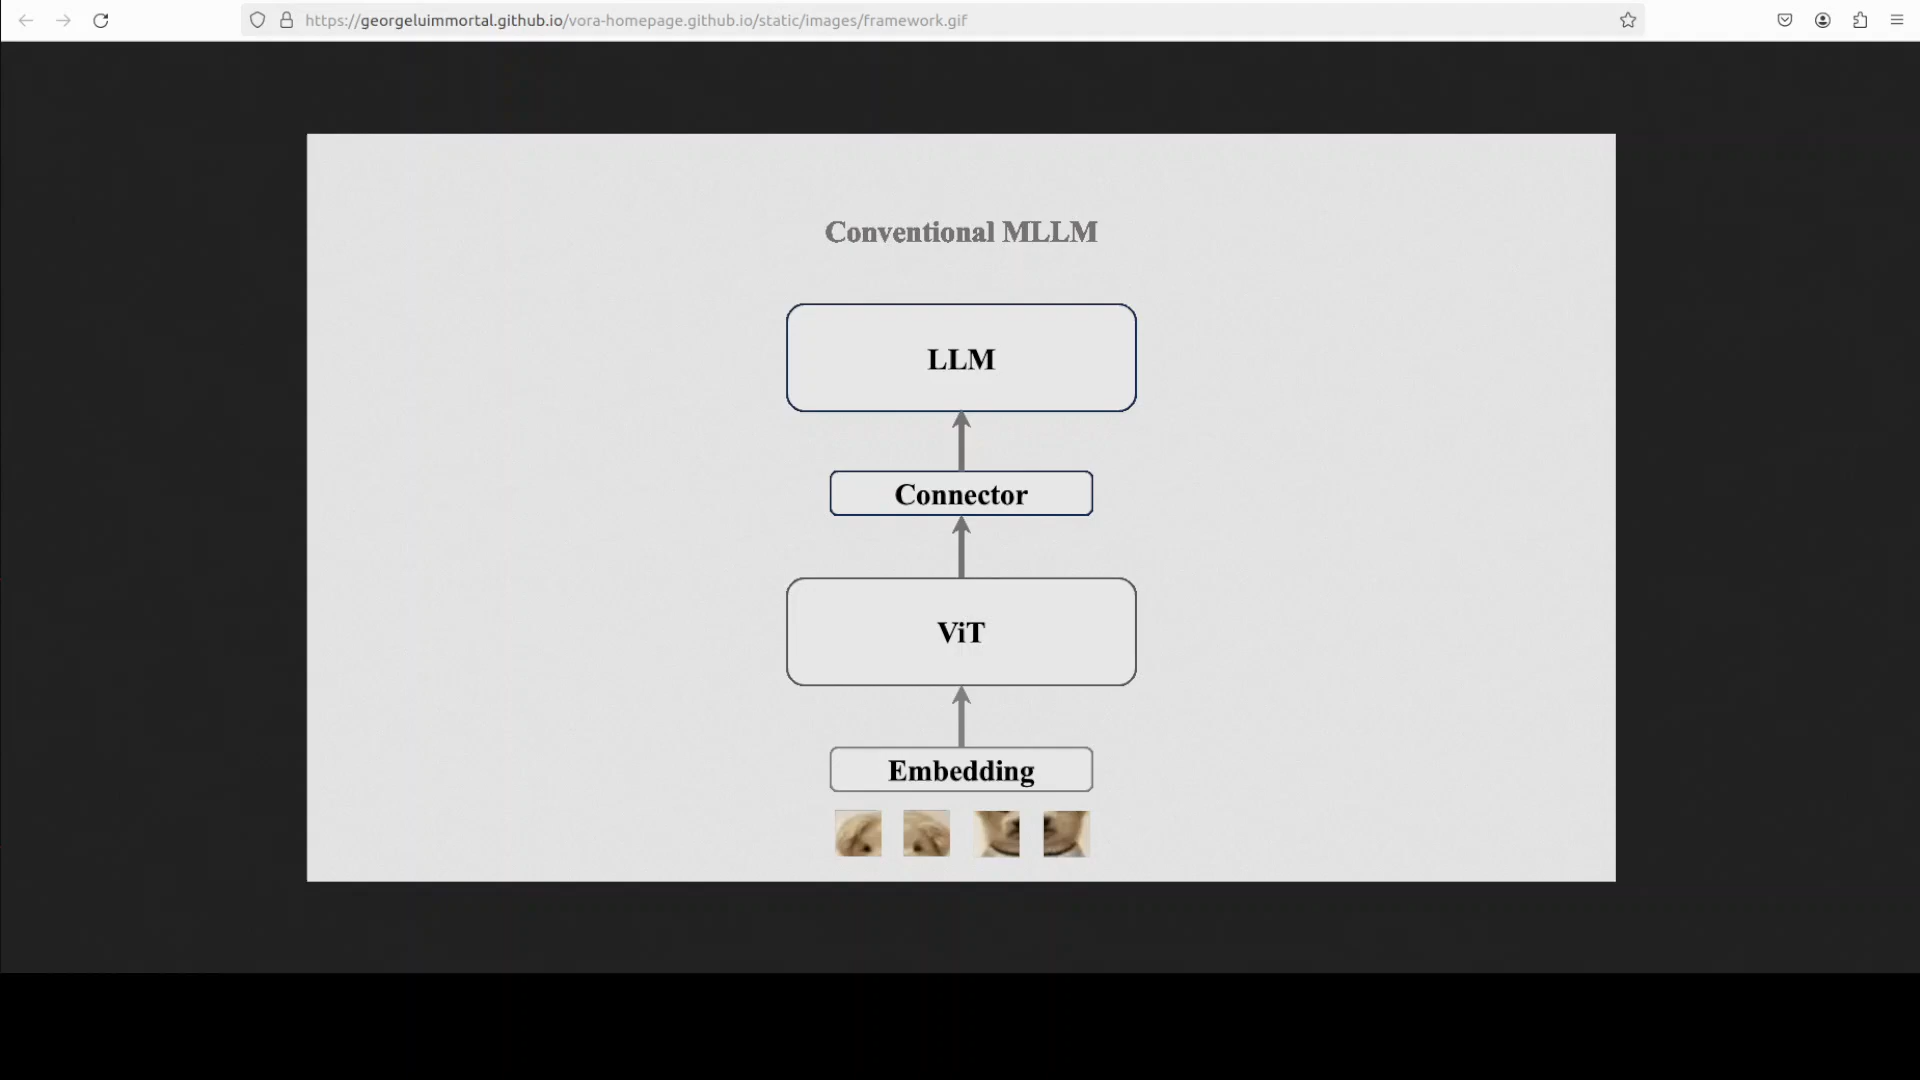 https://georgeluimmortal.github.io/vora-homepage.github.io/static/images/framework.gif
Conventional MLLM
LLM
Connector
ViT
Embedding